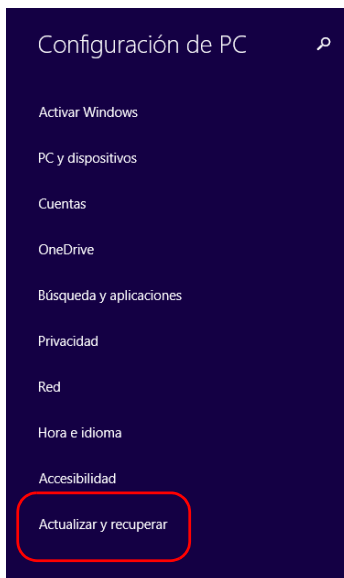 Configuración de PC
Activar Windows
PC y dispositivos
Cuentas
OneDrive
Búsqueda y aplicaciones
Privacidad
Red
Hora e idioma
Accesibilidad
Actualizar y recuperar